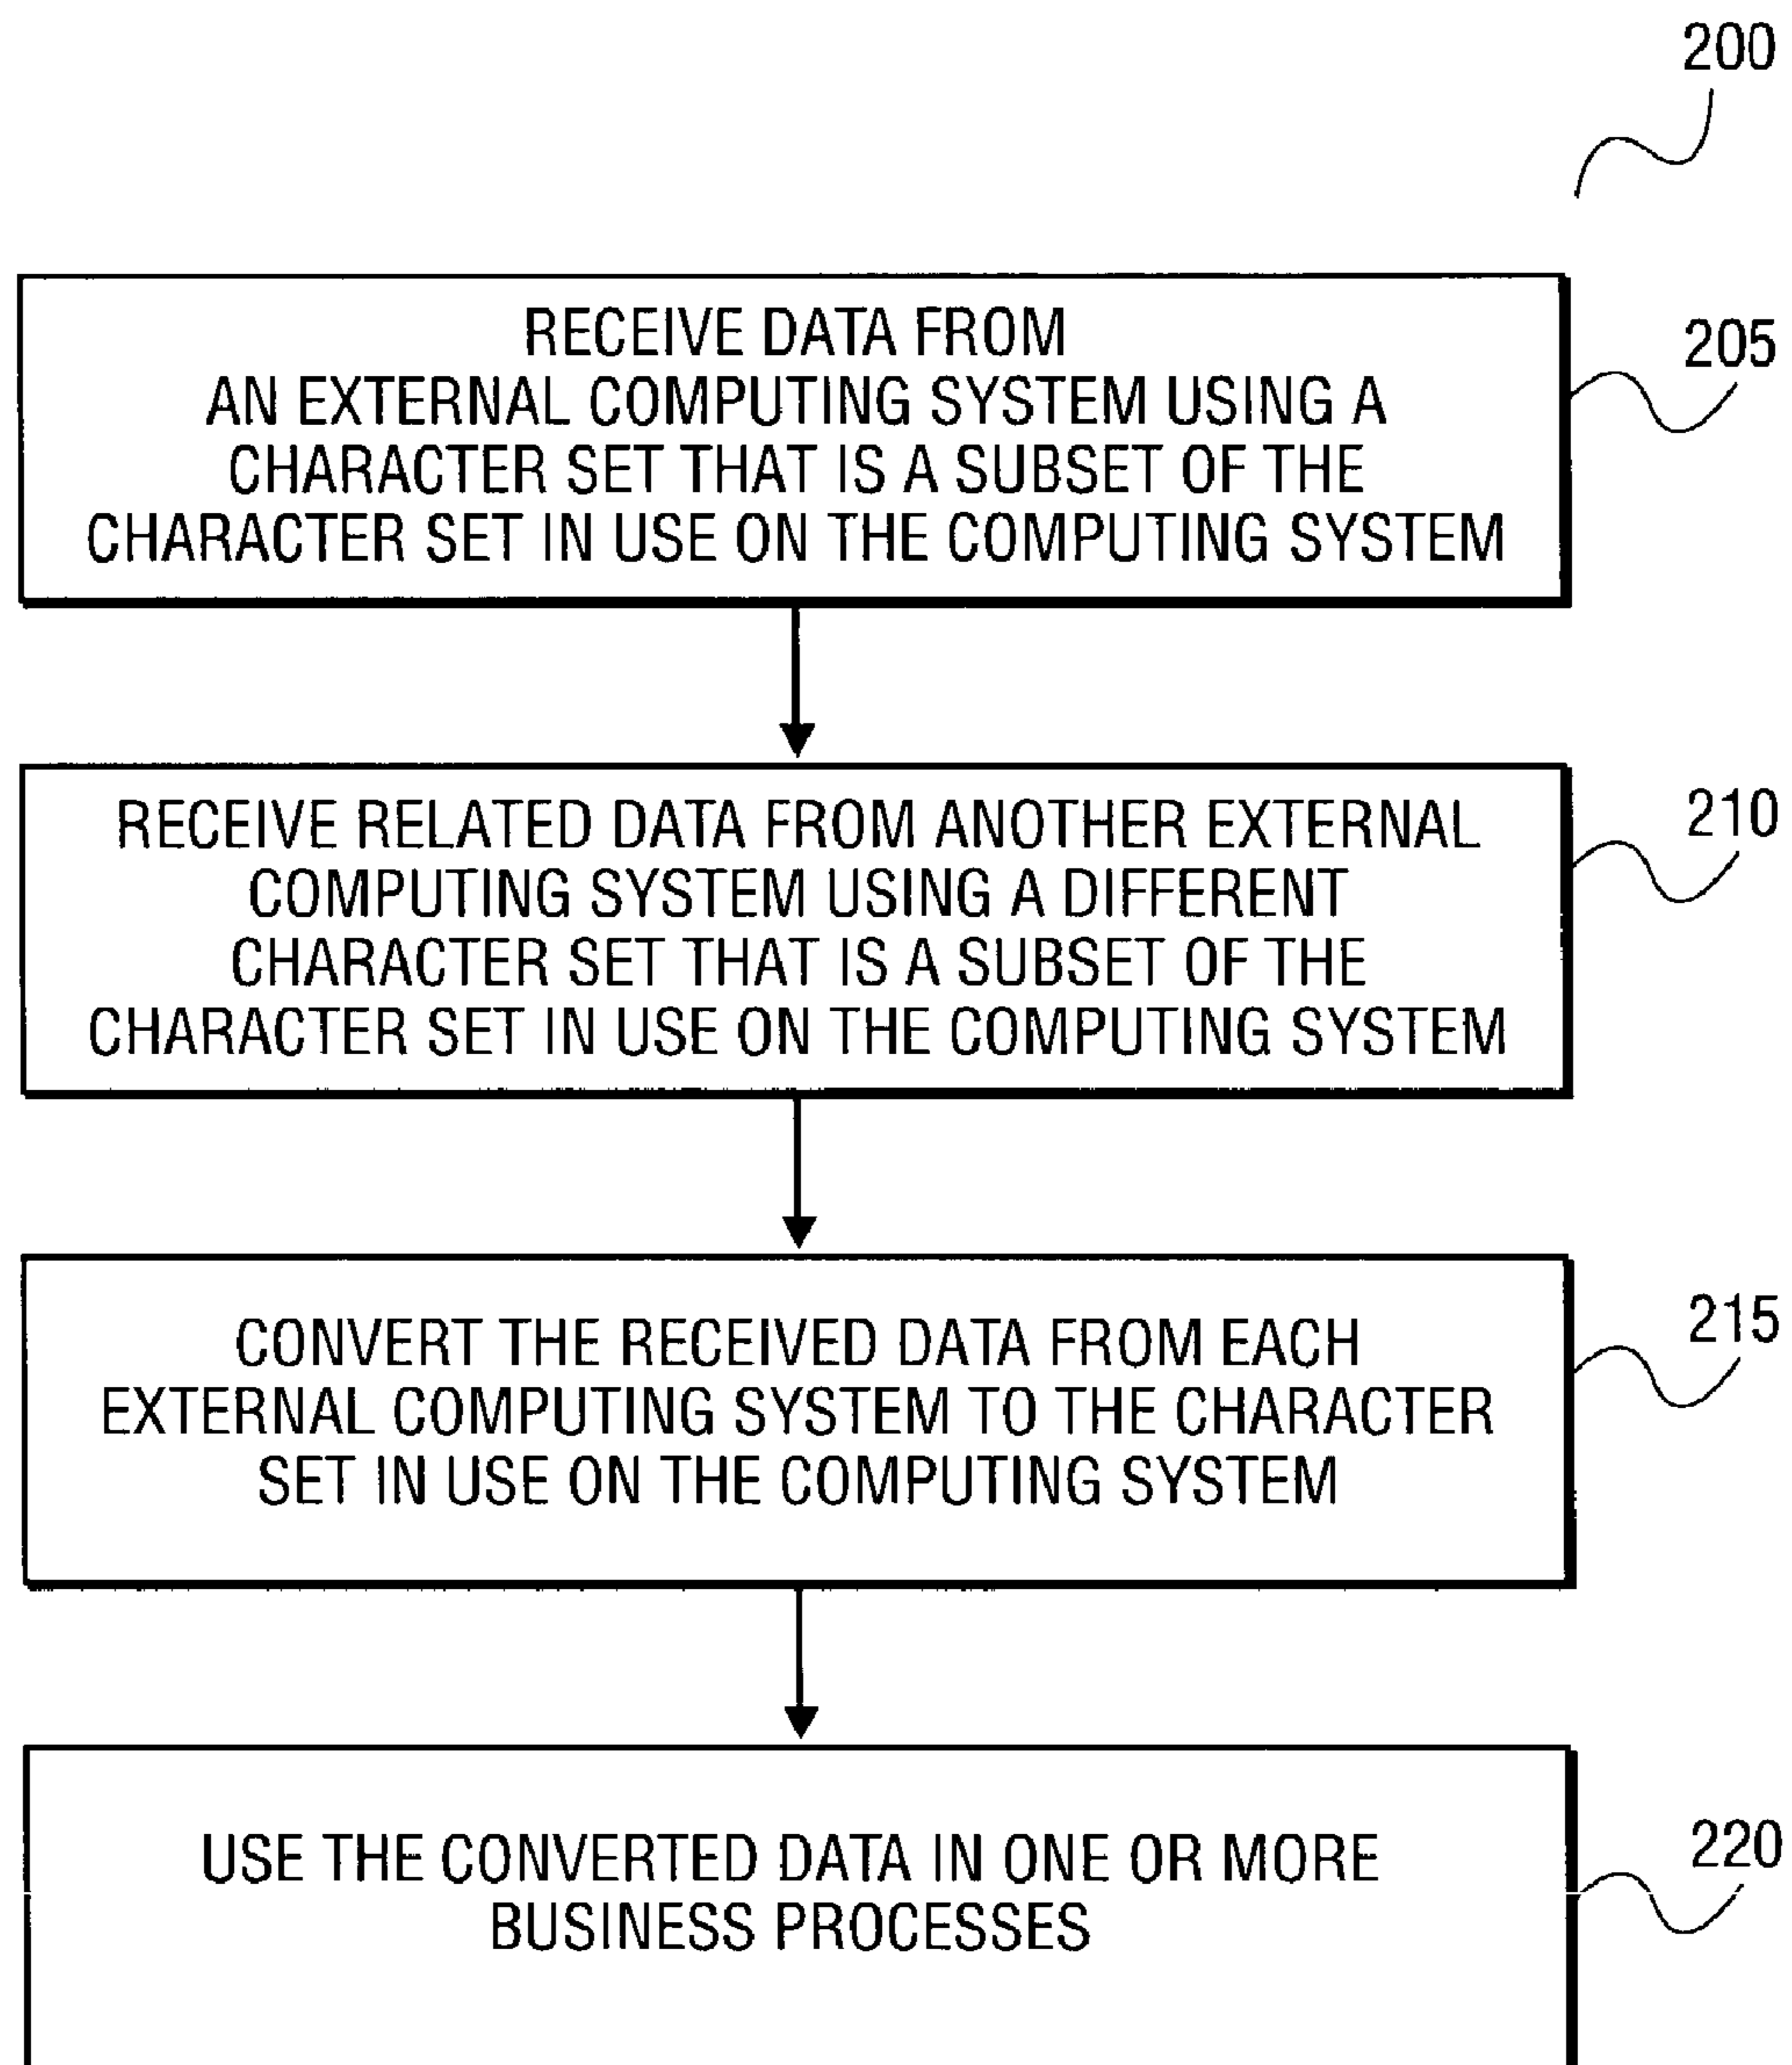 200
RECEIVE DATA FROM
AN EXTERNAL COMPUTING SYSTEM USING A
CHARACTER SET THAT IS A SUBSET OF THE
CHARACTER SET IN USE ON THE COMPUTING SYSTEM
205
RECEIVE RELATED DATA FROM ANOTHER EXTERNAL
COMPUTING SYSTEM USING A DIFFERENT
CHARACTER SET THAT IS A SUBSET OF THE
CHARACTER SET IN USE ON THE COMPUTING SYSTEM
210
CONVERT THE RECEIVED DATA FROM EACH
EXTERNAL COMPUTING SYSTEM TO THE CHARACTER
SET IN USE ON THE COMPUTING SYSTEM
215
USE THE CONVERTED DATA IN ONE OR MORE
BUSINESS PROCESSES
220